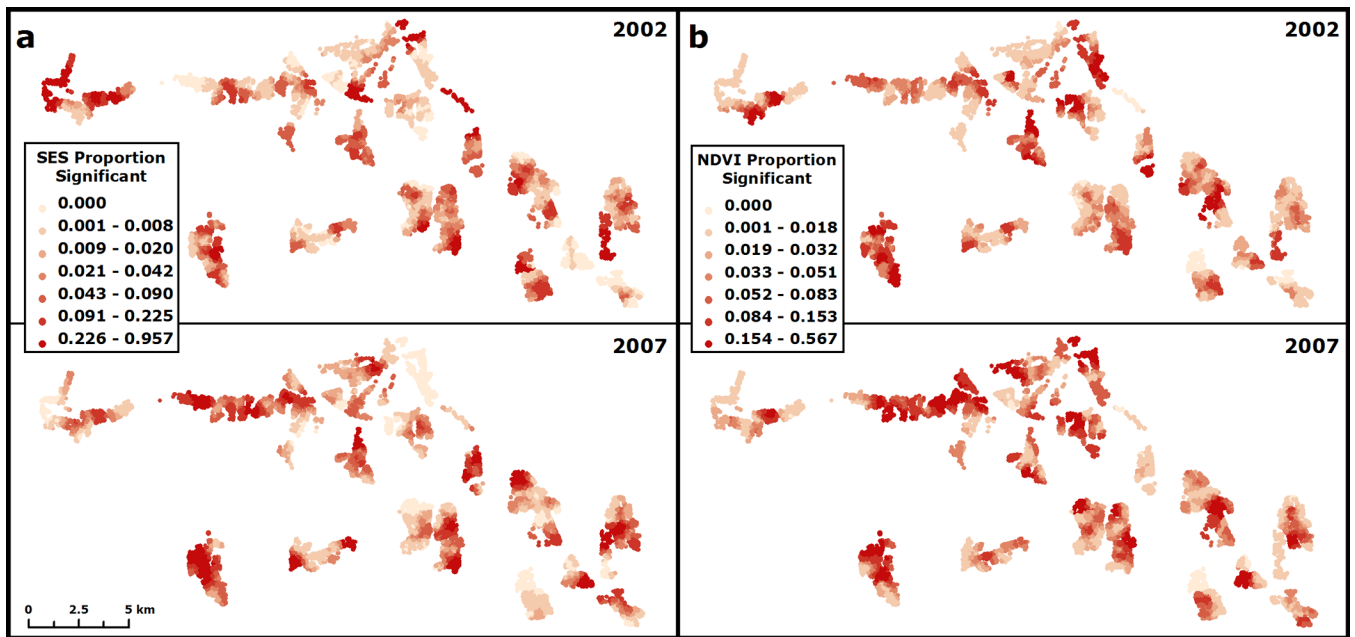 a
2002
SES Proportion
Significant
0.000
0.001 - 0.008
0.009 - 0.020
0.021 - 0.042
0.043 - 0.090
0.091 - 0.225
0.226 - 0.957
2007
0 2.5 5 km
b
2002
NDVI Proportion
Significant
0.000
0.001 - 0.018
0.019 - 0.032
0.033 - 0.051
0.052 - 0.083
0.084 - 0.153
0.154 - 0.567
2007